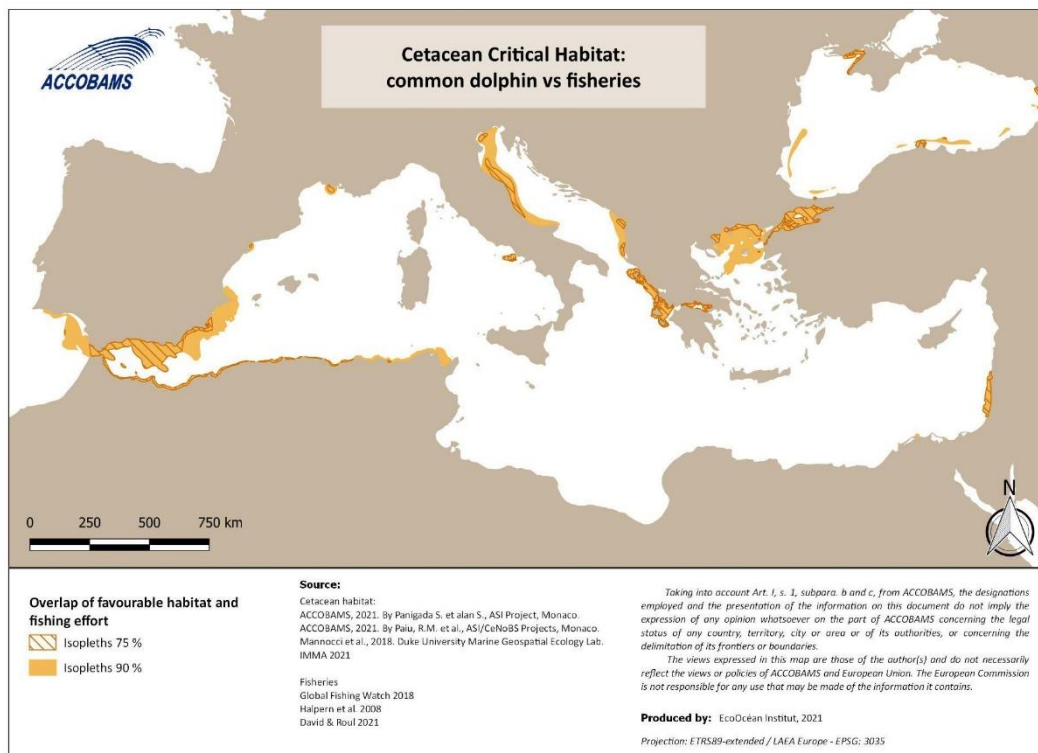 ACCOBAMS
Cetacean Critical Habitat:
common dolphin vs fisheries
N
0 250 500 750 km
Overlap of favourable habitat and
fishing effort
Isopleths 75 %
Isopleths 90 %
Source:
Cetacean habitat:
ACCOBAMS, 2021. By Panigada S. et alan S., ASI Project, Monaco.
ACCOBAMS, 2021. By Paiu, R.M. et al., ASI/CeNoBS Projects, Monaco.
Mannocci et al., 2018. Duke University Marine Geospatial Ecology Lab.
IMMA 2021
Fisheries
Global Fishing Watch 2018
Halpern et al. 2008
David & Roul 2021
Taking into account Art. I, s. 1, subpara. b and c, from ACCOBAMS, the designations
employed and the presentation of the information on this document do not imply the
expression of any opinion whatsoever on the part of ACCOBAMS concerning the legal
status of any country, territory, city or area or of its authorities, or concerning the
delimitation of its frontiers or boundaries.
The views expressed in this map are those of the author(s) and do not necessarily
reflect the views or policies of ACCOBAMS and European Union. The European Commission
is not responsible for any use that may be made of the information it contains.
Produced by: EcoOcéan Institut, 2021
Projection: ETRS89-extended / LAEA Europe - EPSG: 3035